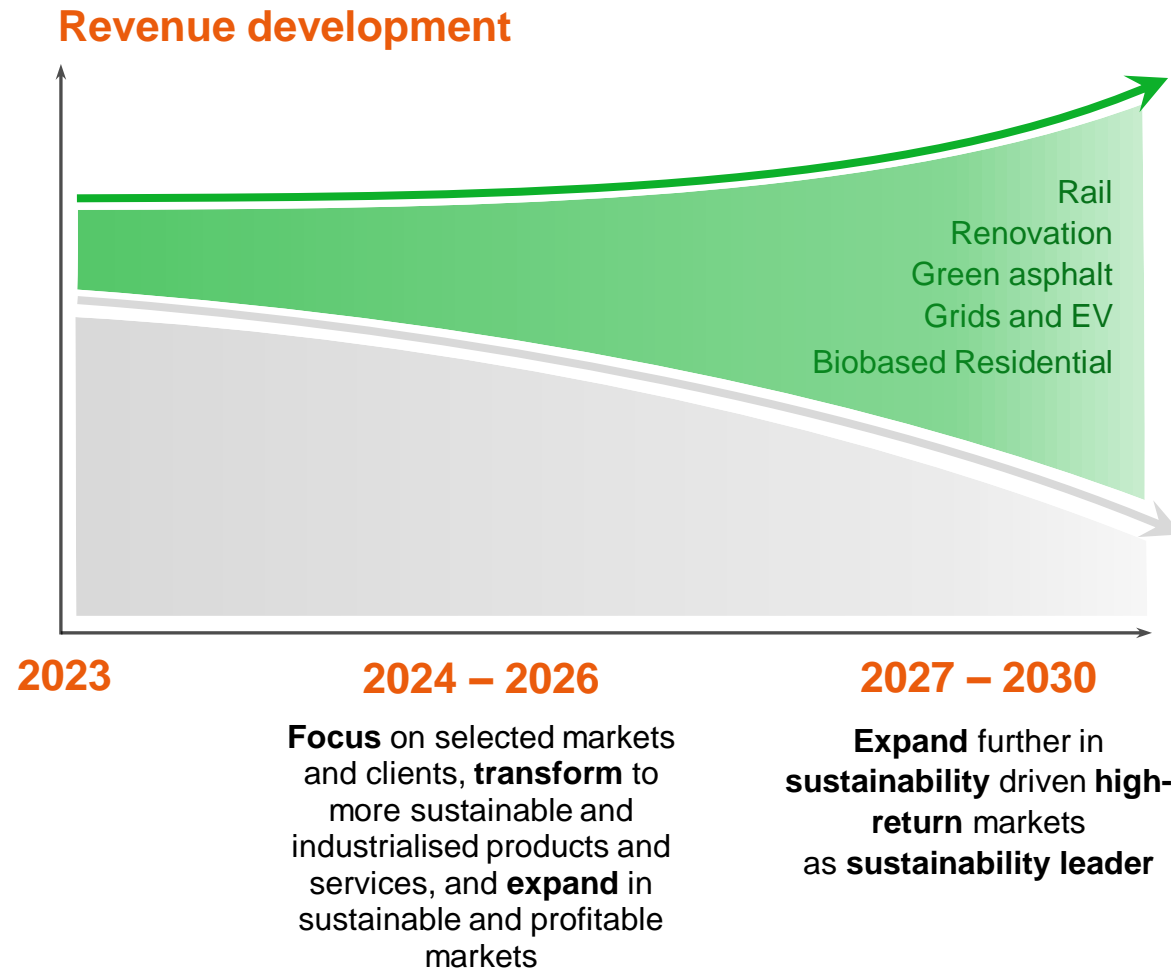 Revenue development
Rail
Renovation
Green asphalt
Grids and EV
Biobased Residential
2023
2024 – 2026
2027 – 2030
Focus on selected markets
and clients, transform to
more sustainable and
industrialised products and
services, and expand in
sustainable and profitable
markets
Expand further in
sustainability driven high-
return markets
as sustainability leader